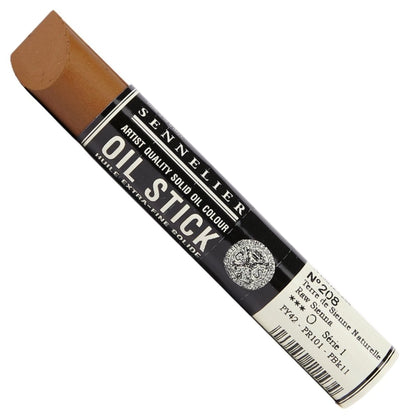 SENNELIER
ARTIST QUALITY SOLID OIL COLOUR
OIL STICK
HUILE EXTRA-FINE SOLIDE
N°208
Terre de Sienne Naturelle
Raw Sienna
*** Série 1
PY42 - PR101 - PBk11